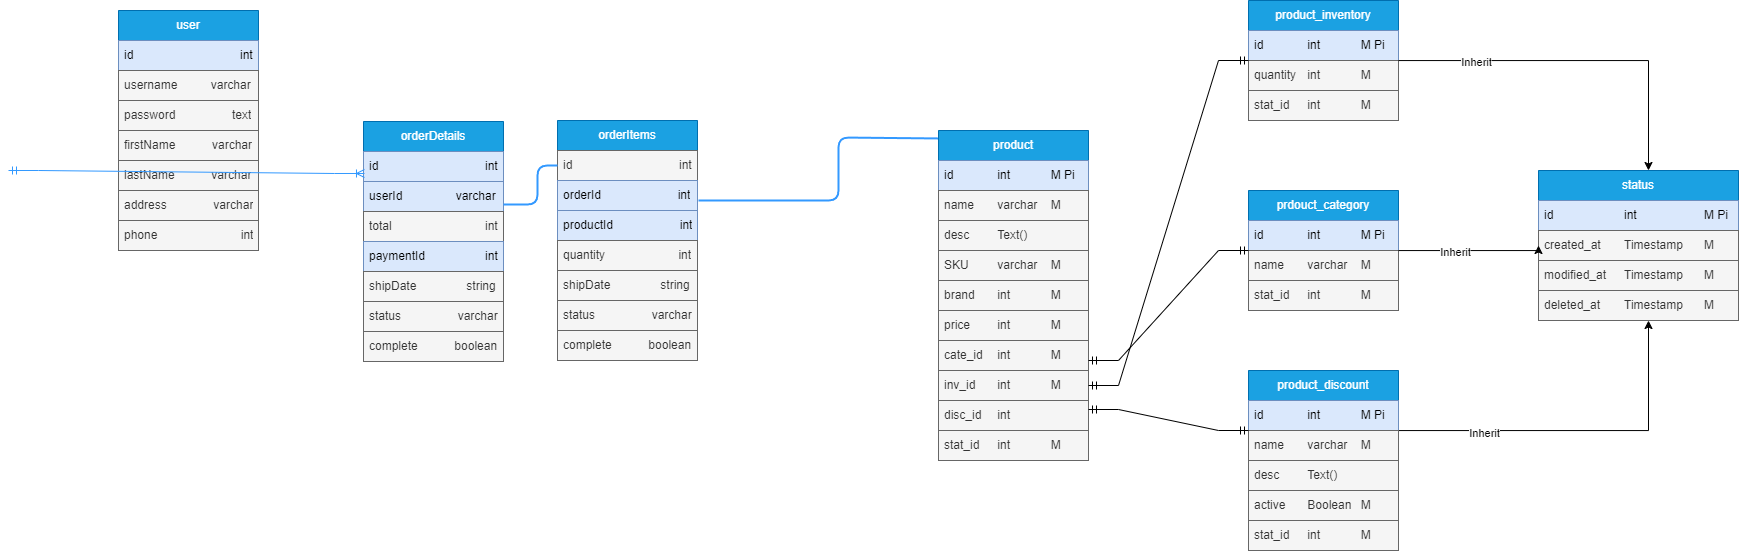 user
id int
username varchar
password text
firstName varchar
lastName varchar
address varchar
phone int
orderDetails
id int
userId varchar
total int
paymentId int
shipDate string
status varchar
complete boolean
orderItems
id int
orderId int
productId int
quantity int
shipDate string
status varchar
complete boolean
product
id int M Pi
name varchar M
desc Text()
SKU varchar M
brand int M
price int M
cate_id int M
inv_id int M
disc_id int
stat_id int M
product_inventory
id int M Pi
quantity int M
stat_id int M
Inherit
prdouct_category
id int M Pi
name varchar M
stat_id int M
Inherit
product_discount
id int M Pi
name varchar M
desc Text()
active Boolean M
stat_id int M
Inherit
status
id int M Pi
created_at Timestamp M
modified_at Timestamp M
deleted_at Timestamp M